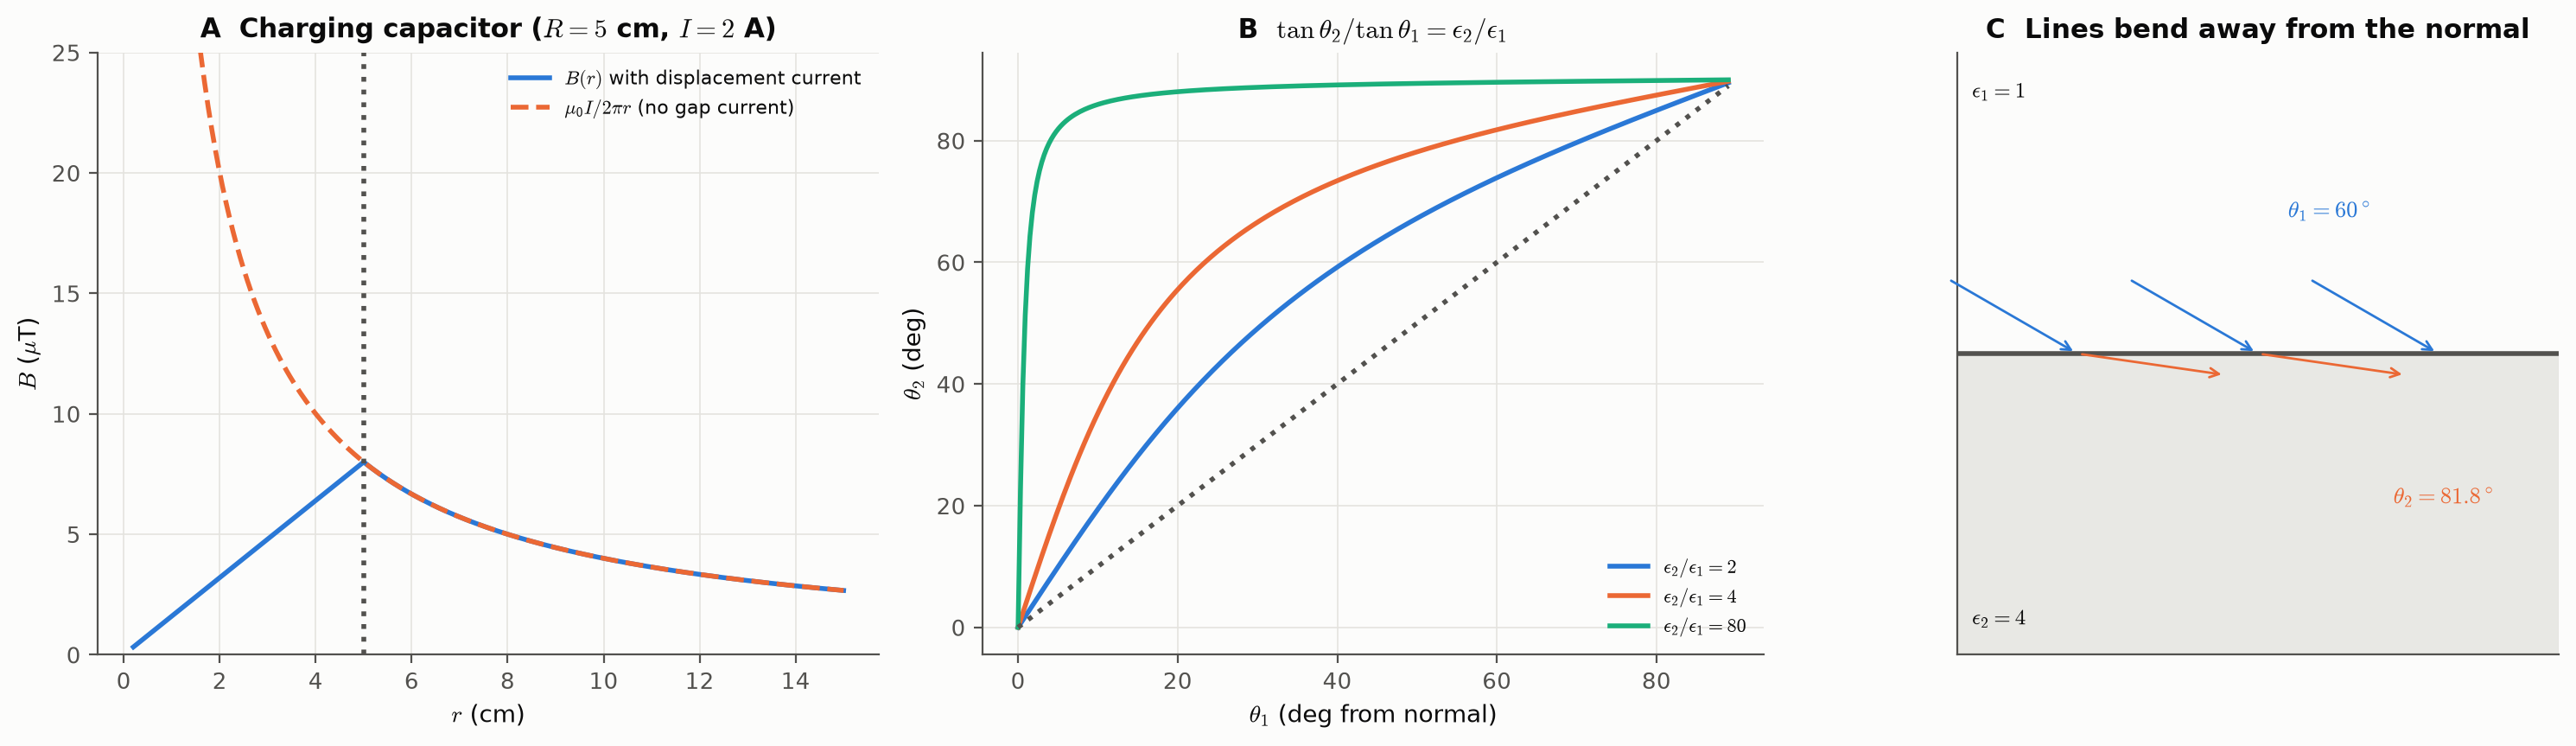 A Charging capacitor (R = 5 cm, I = 2 A)
25
20
15
10
5
0
B (μT)
B(r) with displacement current
μ₀I/2πr (no gap current)
0 2 4 6 8 10 12 14
r (cm)
B tan θ₂/tan θ₁ = ϵ₂/ϵ₁
80
60
40
20
0
θ₂ (deg)
ϵ₂/ϵ₁ = 2
ϵ₂/ϵ₁ = 4
ϵ₂/ϵ₁ = 80
0 20 40 60 80
θ₁ (deg from normal)
C Lines bend away from the normal
ϵ₁ = 1
θ₁ = 60°
θ₂ = 81.8°
ϵ₂ = 4